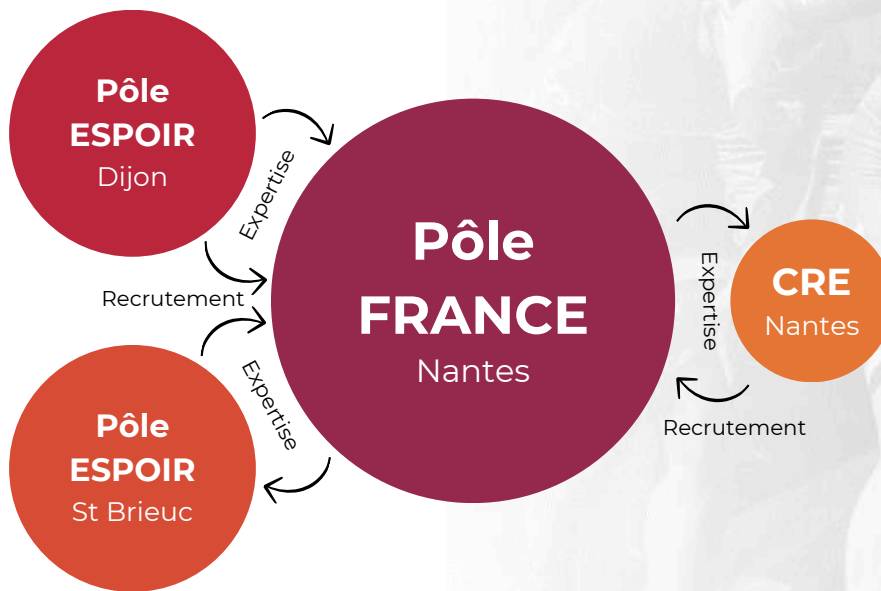 Pôle
ESPOIR
Dijon
Expertise
Recrutement
Pôle
ESPOIR
St Brieuc
Expertise
Pôle
FRANCE
Nantes
Expertise
Recrutement
CRE
Nantes